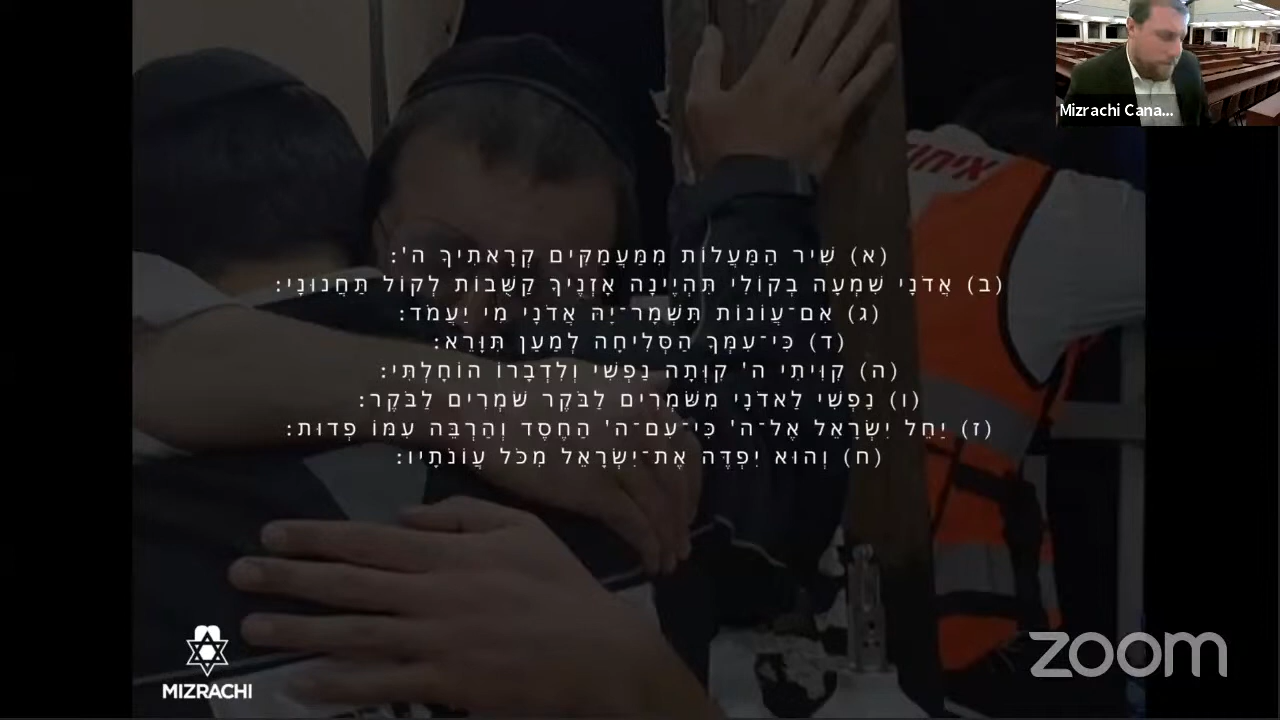 Mizrachi Cana...
איחו
(א) שִׁיר הַמַּעֲלוֹת מִמַּעֲמַקִּים קְרָאתִיךָ ה':
(ב) אֲדֹנָי שִׁמְעָה בְקוֹלִי תִּהְיֶינָה אָזְנֶיךָ קַשֻּׁבוֹת לְקוֹל תַּחֲנוּנָי:
(ג) אִם־עֲוֹנוֹת תִּשְׁמָר־יָהּ אֲדֹנָי מִי יַעֲמֹד:
(ד) כִּי־עִמְּךָ הַסְּלִיחָה לְמַעַן תִּוָּרֵא:
(ה) קִוִּיתִי ה' קִוְּתָה נַפְשִׁי וְלִדְבָרוֹ הוֹחָלְתִּי:
(ו) נַפְשִׁי לַאדֹנָי מִשֹּׁמְרִים לַבֹּקֶר שֹׁמְרִים לַבֹּקֶר:
(ז) יַחֵל יִשְׂרָאֵל אֶל־ה' כִּי־עִם־ה' הַחֶסֶד וְהַרְבֵּה עִמּוֹ פְדוּת:
(ח) וְהוּא יִפְדֶּה אֶת־יִשְׂרָאֵל מִכֹּל עֲוֹנֹתָיו:
MIZRACHI
zoom